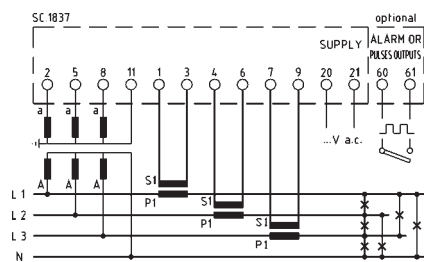 SC 1837
optional
SUPPLY
ALARM OR
PULSES OUTPUTS
2 5 8 11 1 3 4 6 7 9 20 21 60 61
a a a
...V a.c.
A A A
S1
P1
S1
P1
S1
P1
L 1
L 2
L 3
N